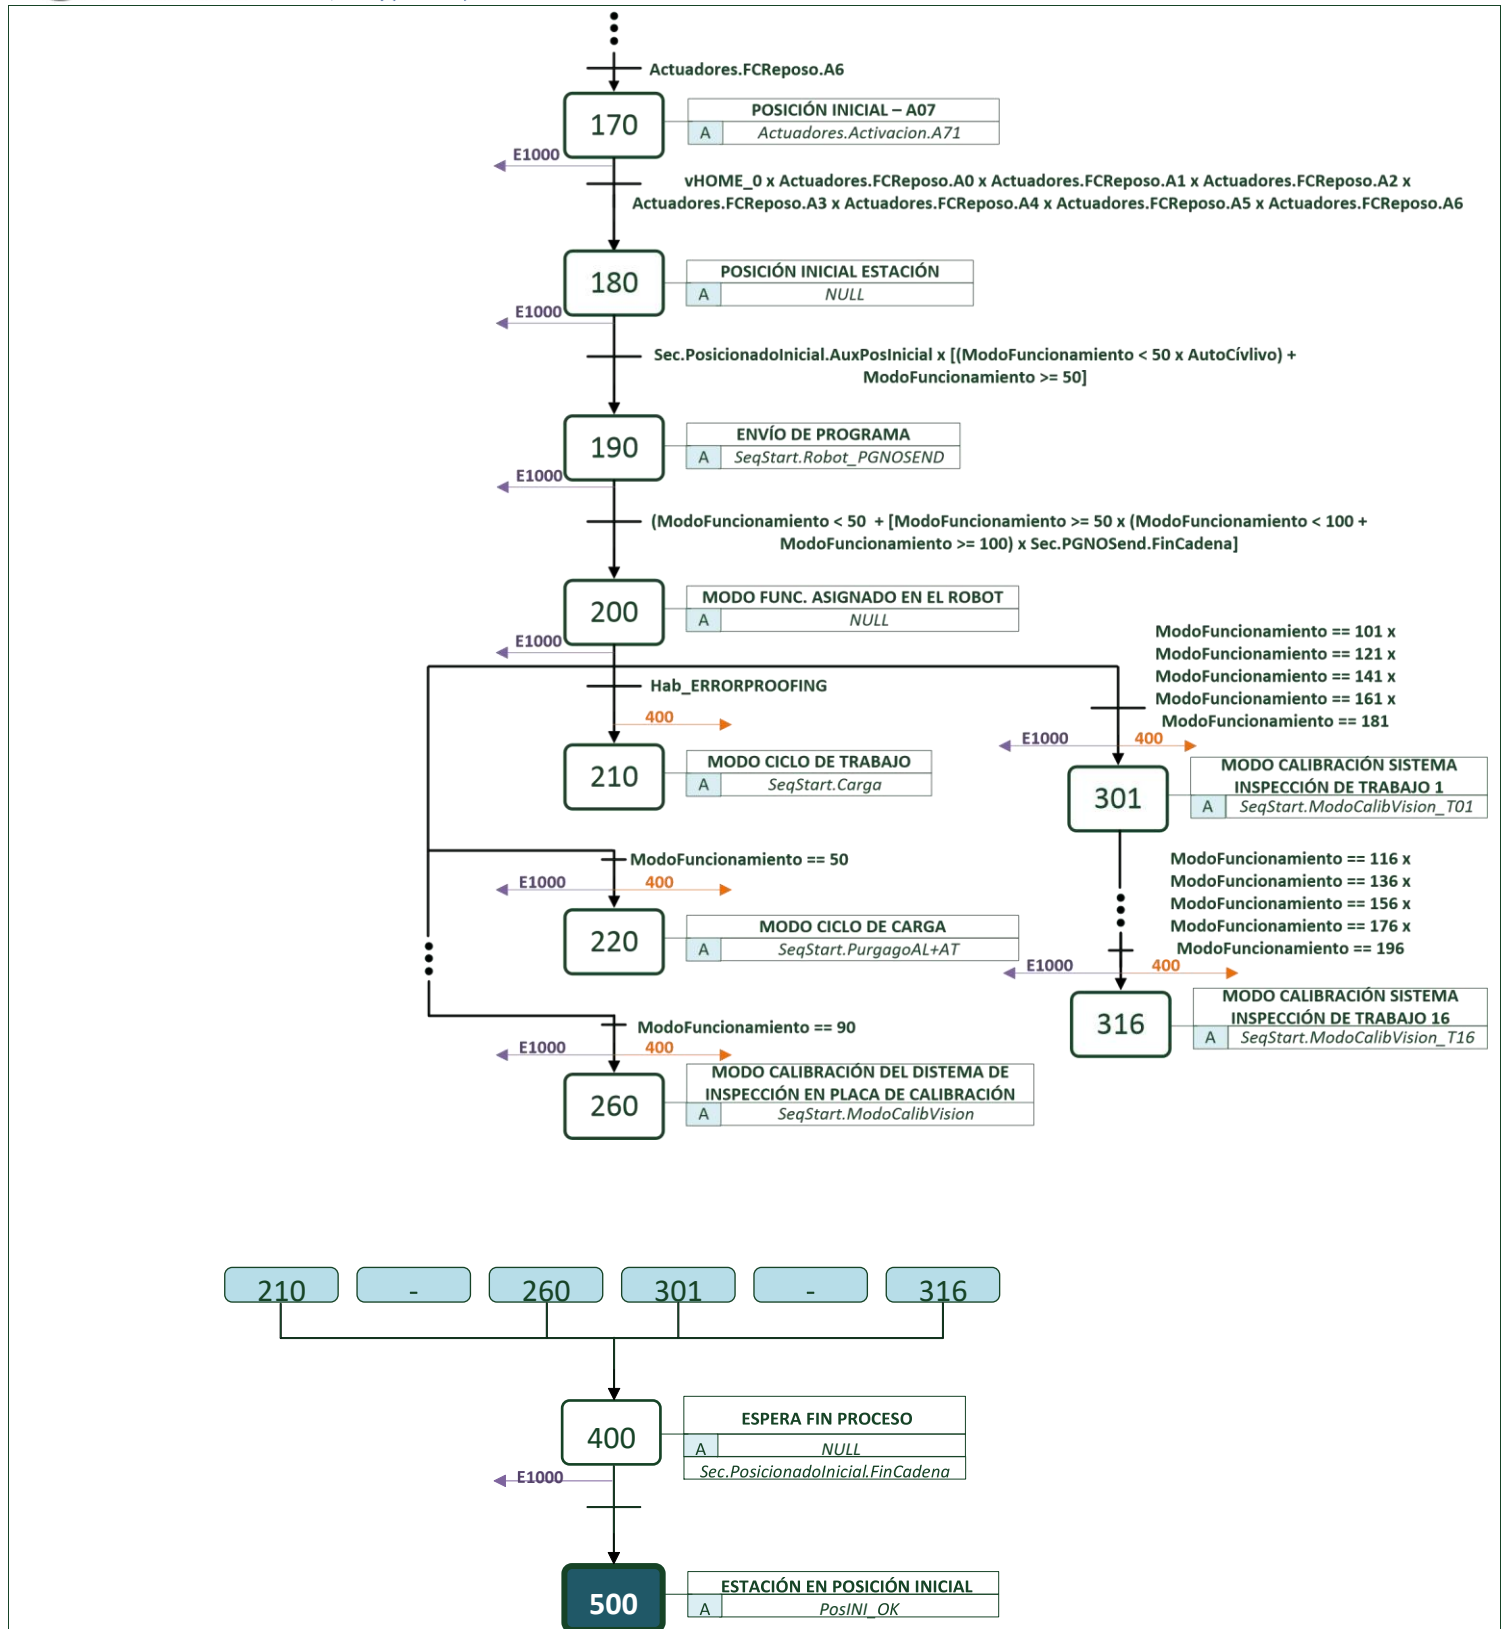 Actuadores.FCReposo.A6
170
POSICIÓN INICIAL – A07
A Actuadores.Activacion.A71
E1000
vHOME_0 x Actuadores.FCReposo.A0 x Actuadores.FCReposo.A1 x Actuadores.FCReposo.A2 x
Actuadores.FCReposo.A3 x Actuadores.FCReposo.A4 x Actuadores.FCReposo.A5 x Actuadores.FCReposo.A6
180
POSICIÓN INICIAL ESTACIÓN
A NULL
E1000
Sec.PosicionadoInicial.AuxPosInicial x [(ModoFuncionamiento < 50 x AutoCívlivo) +
ModoFuncionamiento >= 50]
190
ENVÍO DE PROGRAMA
A SeqStart.Robot_PGNOSEND
E1000
(ModoFuncionamiento < 50 + [ModoFuncionamiento >= 50 x (ModoFuncionamiento < 100 +
ModoFuncionamiento >= 100) x Sec.PGNOSend.FinCadena]
200
MODO FUNC. ASIGNADO EN EL ROBOT
A NULL
E1000
Hab_ERRORPROOFING
400
210
MODO CICLO DE TRABAJO
A SeqStart.Carga
ModoFuncionamiento == 101 x
ModoFuncionamiento == 121 x
ModoFuncionamiento == 141 x
ModoFuncionamiento == 161 x
ModoFuncionamiento == 181
E1000 400
301
MODO CALIBRACIÓN SISTEMA
INSPECCIÓN DE TRABAJO 1
A SeqStart.ModoCalibVision_T01
ModoFuncionamiento == 50
E1000 400
220
MODO CICLO DE CARGA
A SeqStart.PurgagoAL+AT
ModoFuncionamiento == 116 x
ModoFuncionamiento == 136 x
ModoFuncionamiento == 156 x
ModoFuncionamiento == 176 x
ModoFuncionamiento == 196
E1000 400
316
MODO CALIBRACIÓN SISTEMA
INSPECCIÓN DE TRABAJO 16
A SeqStart.ModoCalibVision_T16
ModoFuncionamiento == 90
E1000 400
260
MODO CALIBRACIÓN DEL DISTEMA DE
INSPECCIÓN EN PLACA DE CALIBRACIÓN
A SeqStart.ModoCalibVision
210 - 260 301 - 316
400
ESPERA FIN PROCESO
A NULL
Sec.PosicionadoInicial.FinCadena
E1000
500
ESTACIÓN EN POSICIÓN INICIAL
A PosINI_OK